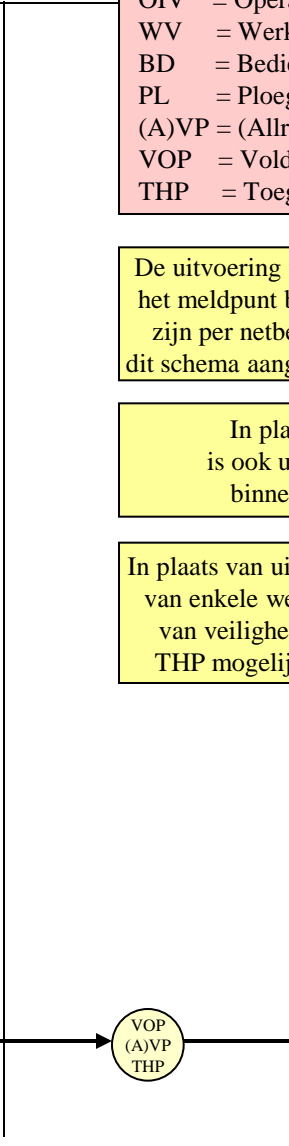 WV = Werk
BD = Bedie
PL = Ploeg
(A)VP = (Allr
VOP = Vold
THP = Toeg
De uitvoering
het meldpunt b
zijn per netbe
dit schema aang
In pla
is ook u
binne
In plaats van ui
van enkele we
van veilighe
THP mogelij
VOP
(A)VP
THP